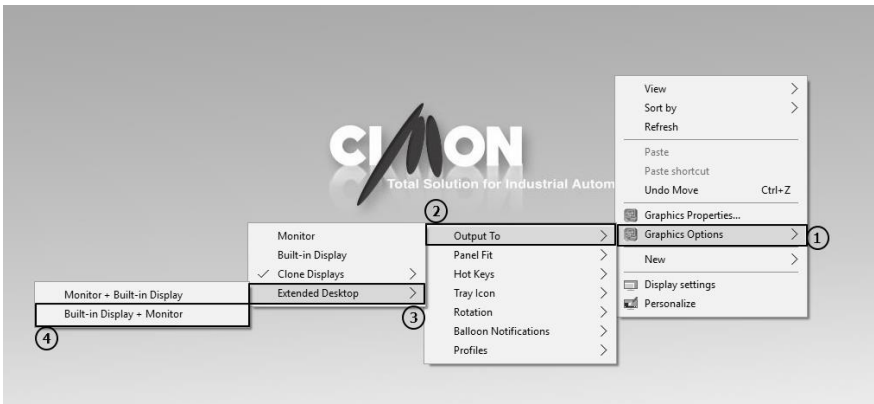 CIMON
Total Solution for Industrial Autom
View
Sort by
Refresh
Paste
Paste shortcut
Undo Move Ctrl+Z
Graphics Properties...
Graphics Options
1
New
Display settings
Personalize
2
Output To
Panel Fit
Hot Keys
Tray Icon
Rotation
Balloon Notifications
Profiles
Monitor
Built-in Display
Clone Displays
Extended Desktop
3
Monitor + Built-in Display
Built-in Display + Monitor
4